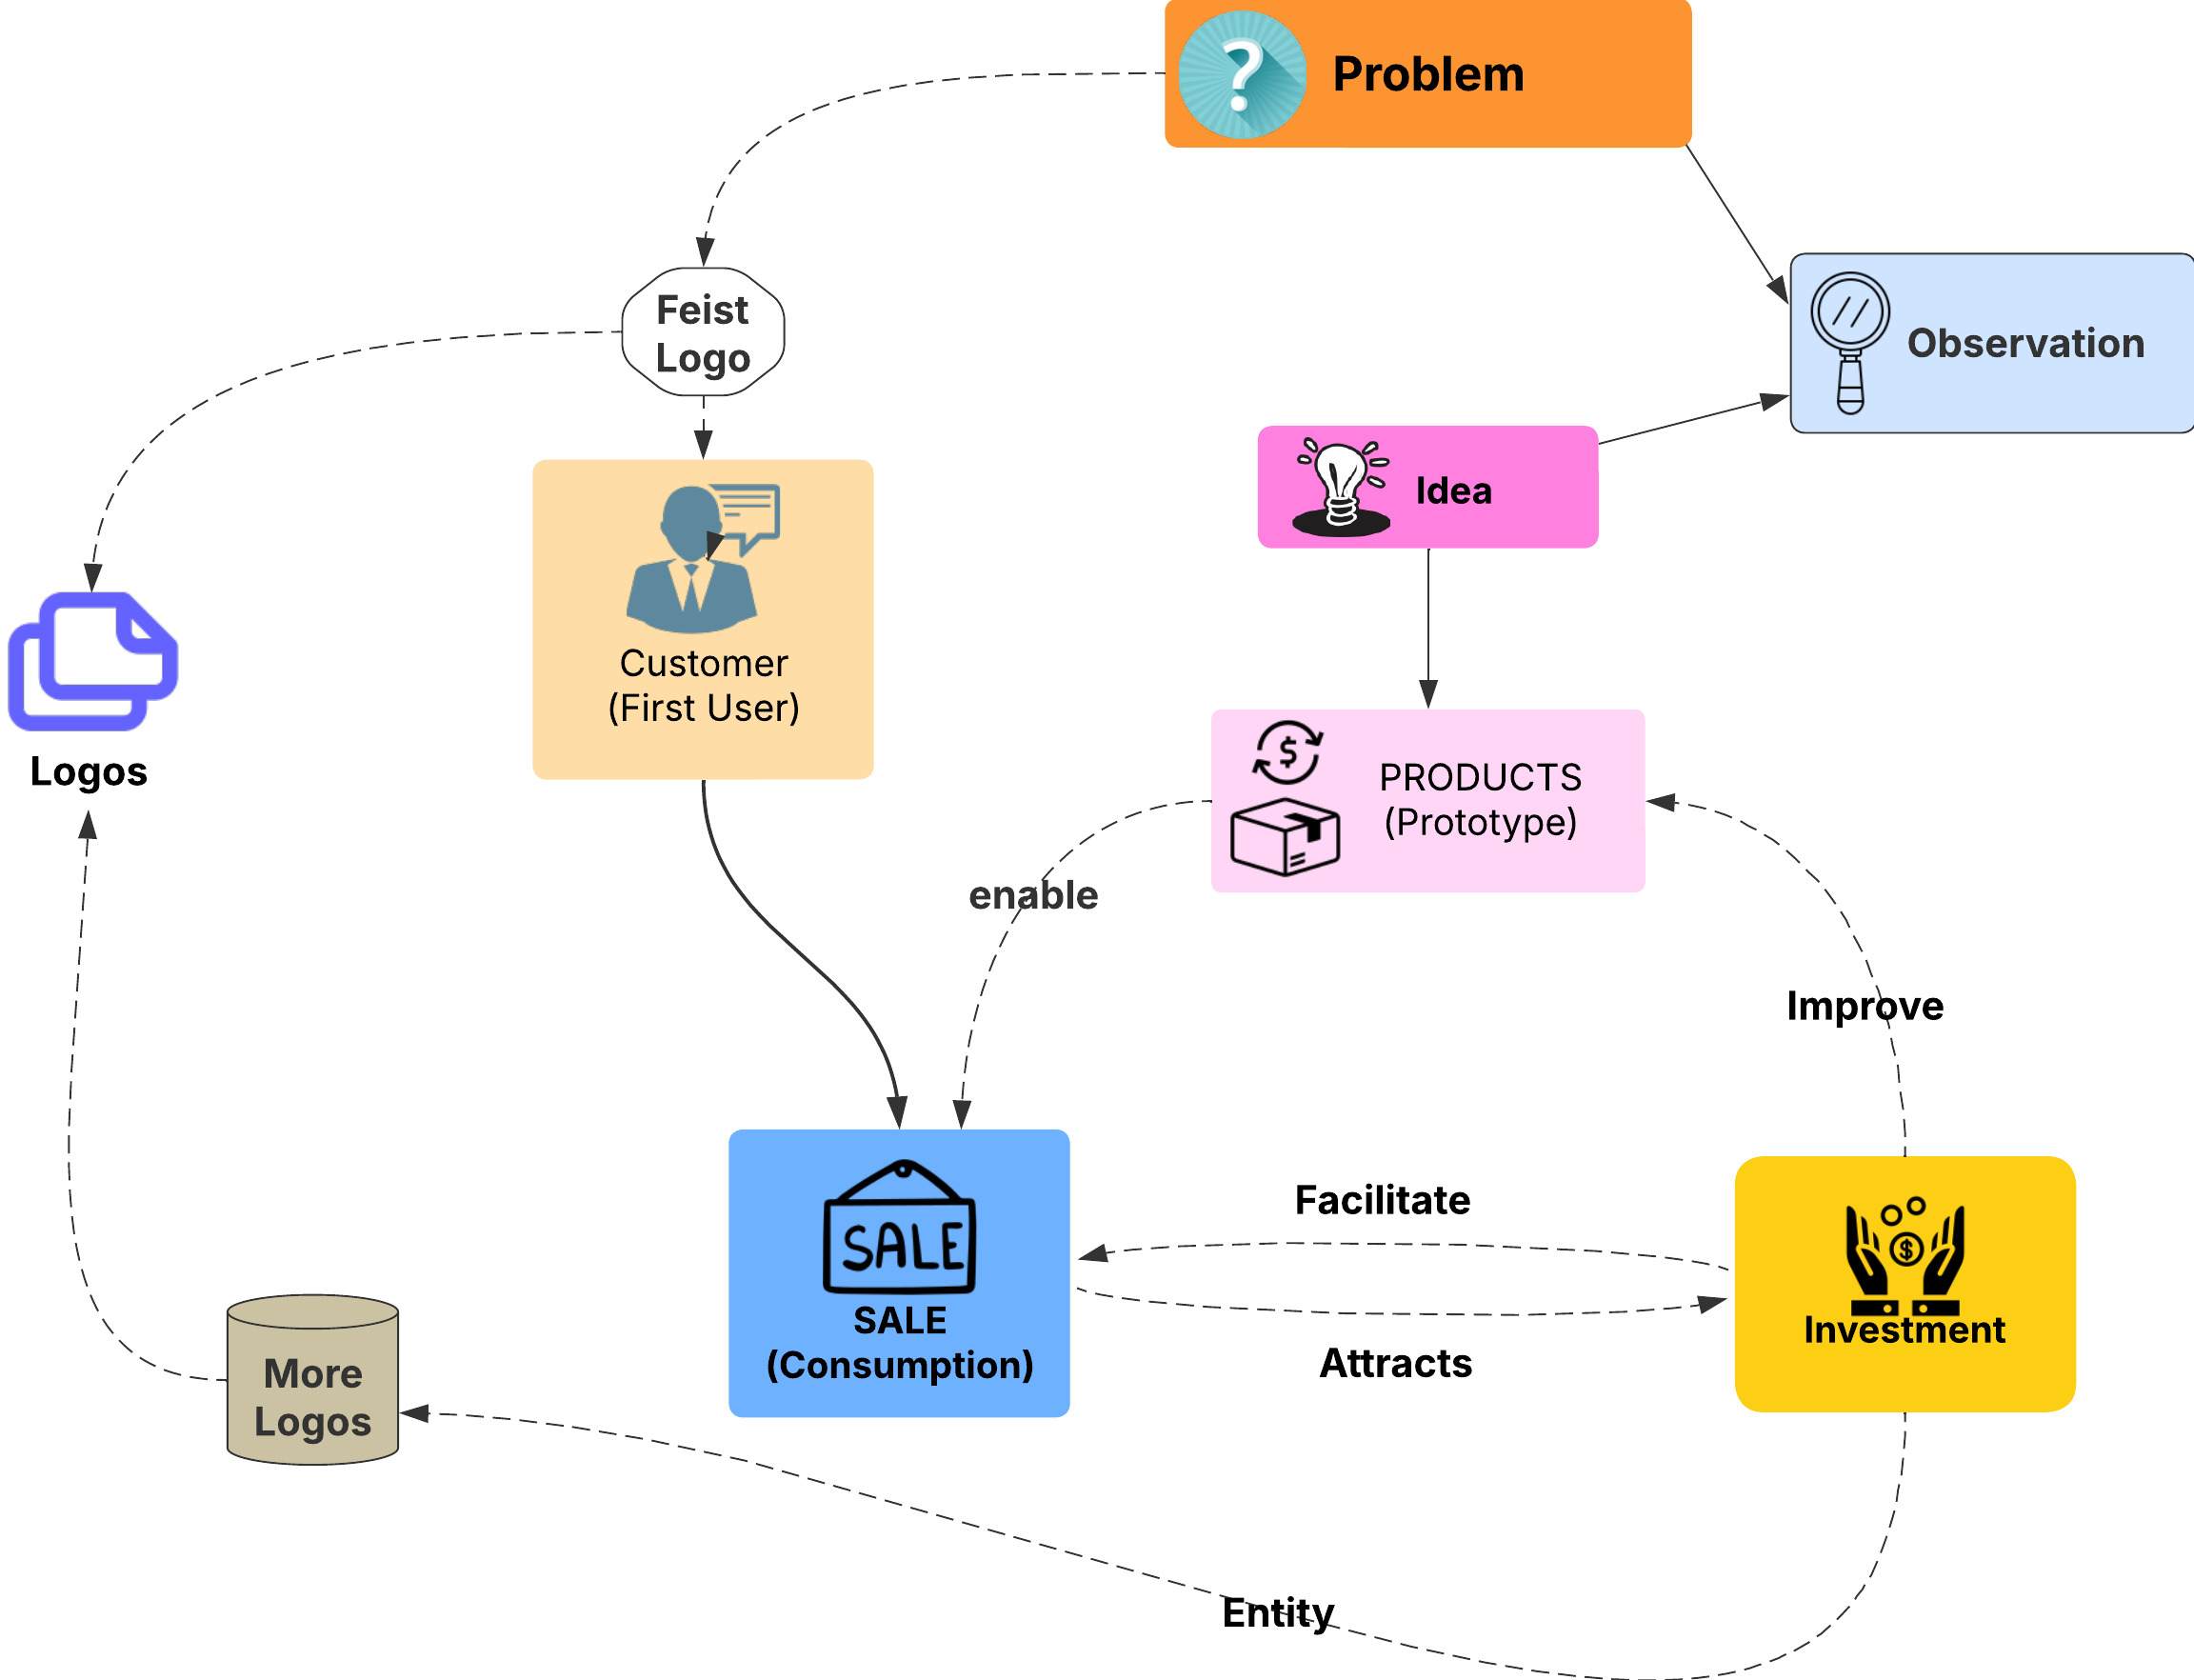 Problem
Feist
Logo
Observation
Idea
Customer
(First User)
Logos
PRODUCTS
(Prototype)
enable
Improve
Facilitate
SALE
SALE
(Consumption)
Attracts
Investment
More
Logos
Entity